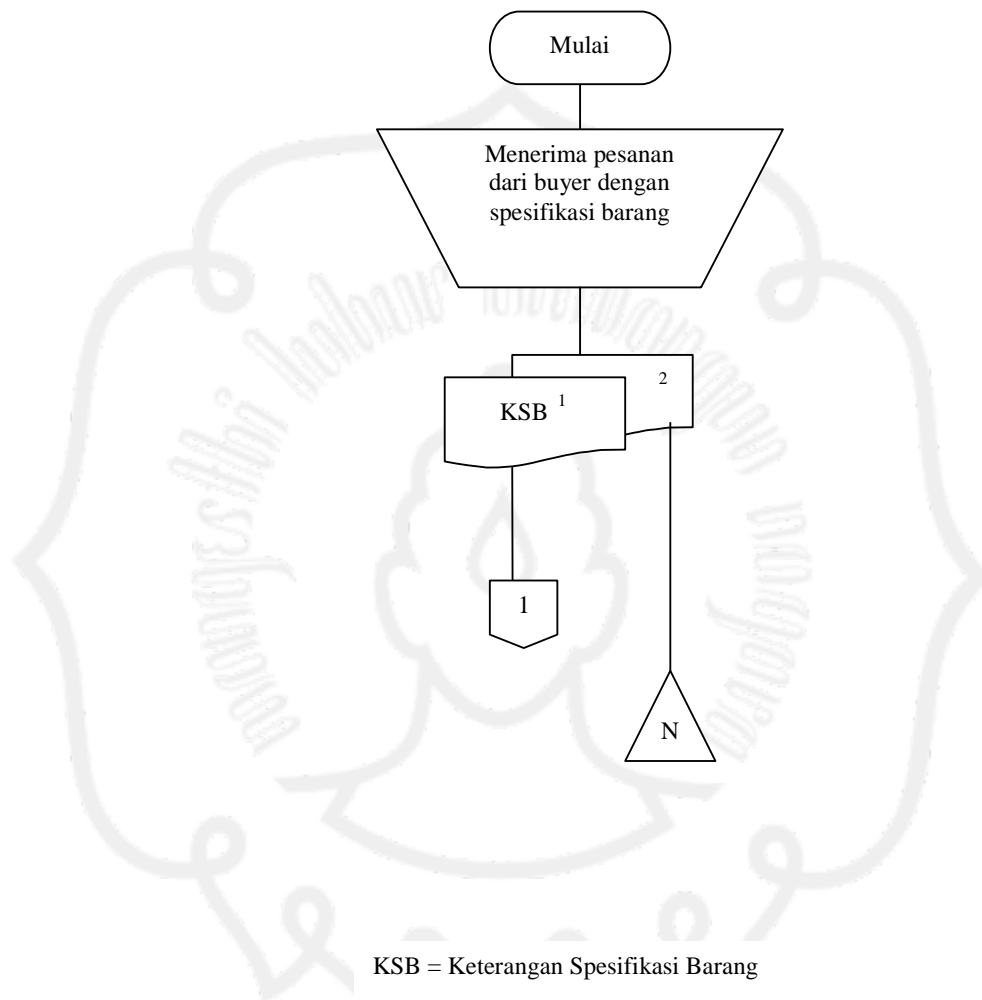 Mulai
Menerima pesanan
dari buyer dengan
spesifikasi barang
2
KSB 1
1
N
KSB = Keterangan Spesifikasi Barang